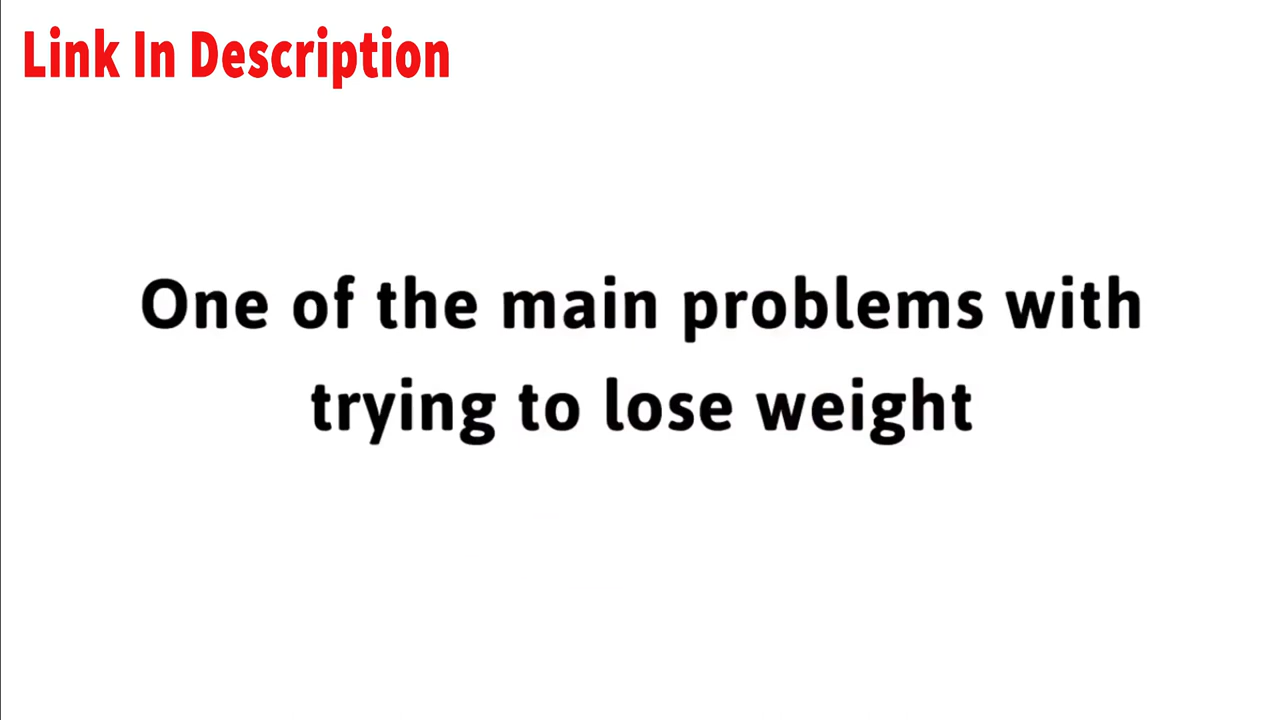 Link In Description
One of the main problems with
trying to lose weight